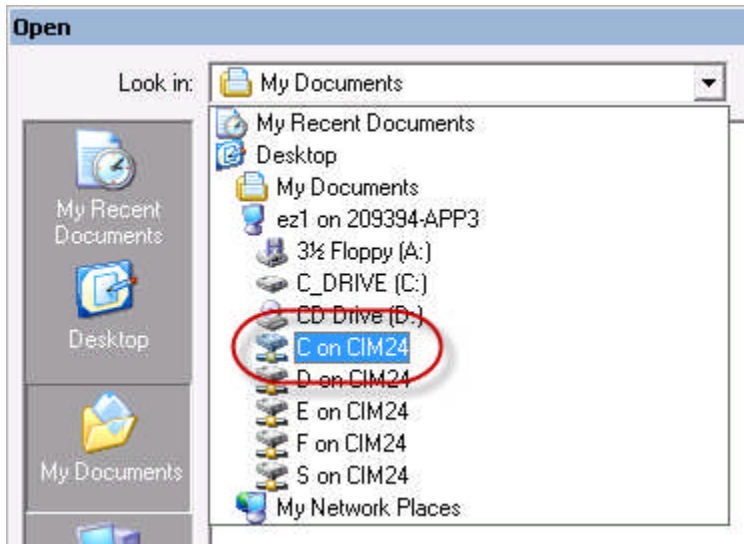 Open
Look in:
My Documents
My Recent Documents
Desktop
My Documents
ez1 on 209394-APP3
3½ Floppy (A:)
C_DRIVE (C:)
CD Drive (D:)
C on CIM24
D on CIM24
E on CIM24
F on CIM24
S on CIM24
My Network Places
My Recent
Documents
Desktop
My Documents